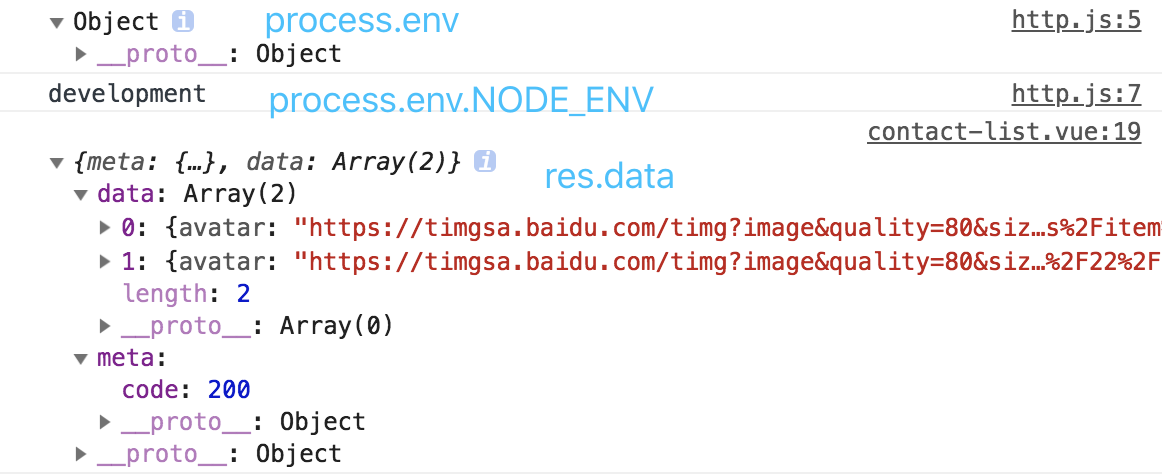 Object i process.env http.js:5
__proto__: Object
development process.env.NODE_ENV http.js:7
contact-list.vue:19
{meta: {…}, data: Array(2)} i res.data
data: Array(2)
0: {avatar: "https://timgsa.baidu.com/timg?image&quality=80&siz…s%2Fitem
1: {avatar: "https://timgsa.baidu.com/timg?image&quality=80&siz…%2F22%2F
length: 2
__proto__: Array(0)
meta:
code: 200
__proto__: Object
__proto__: Object